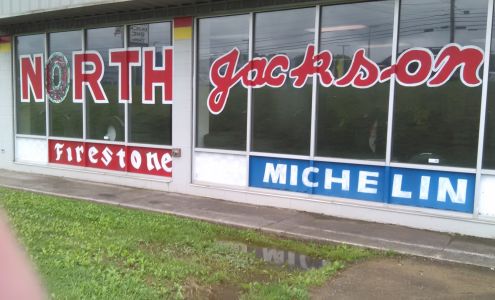 NORTH Jackson
Firestone MICHELIN